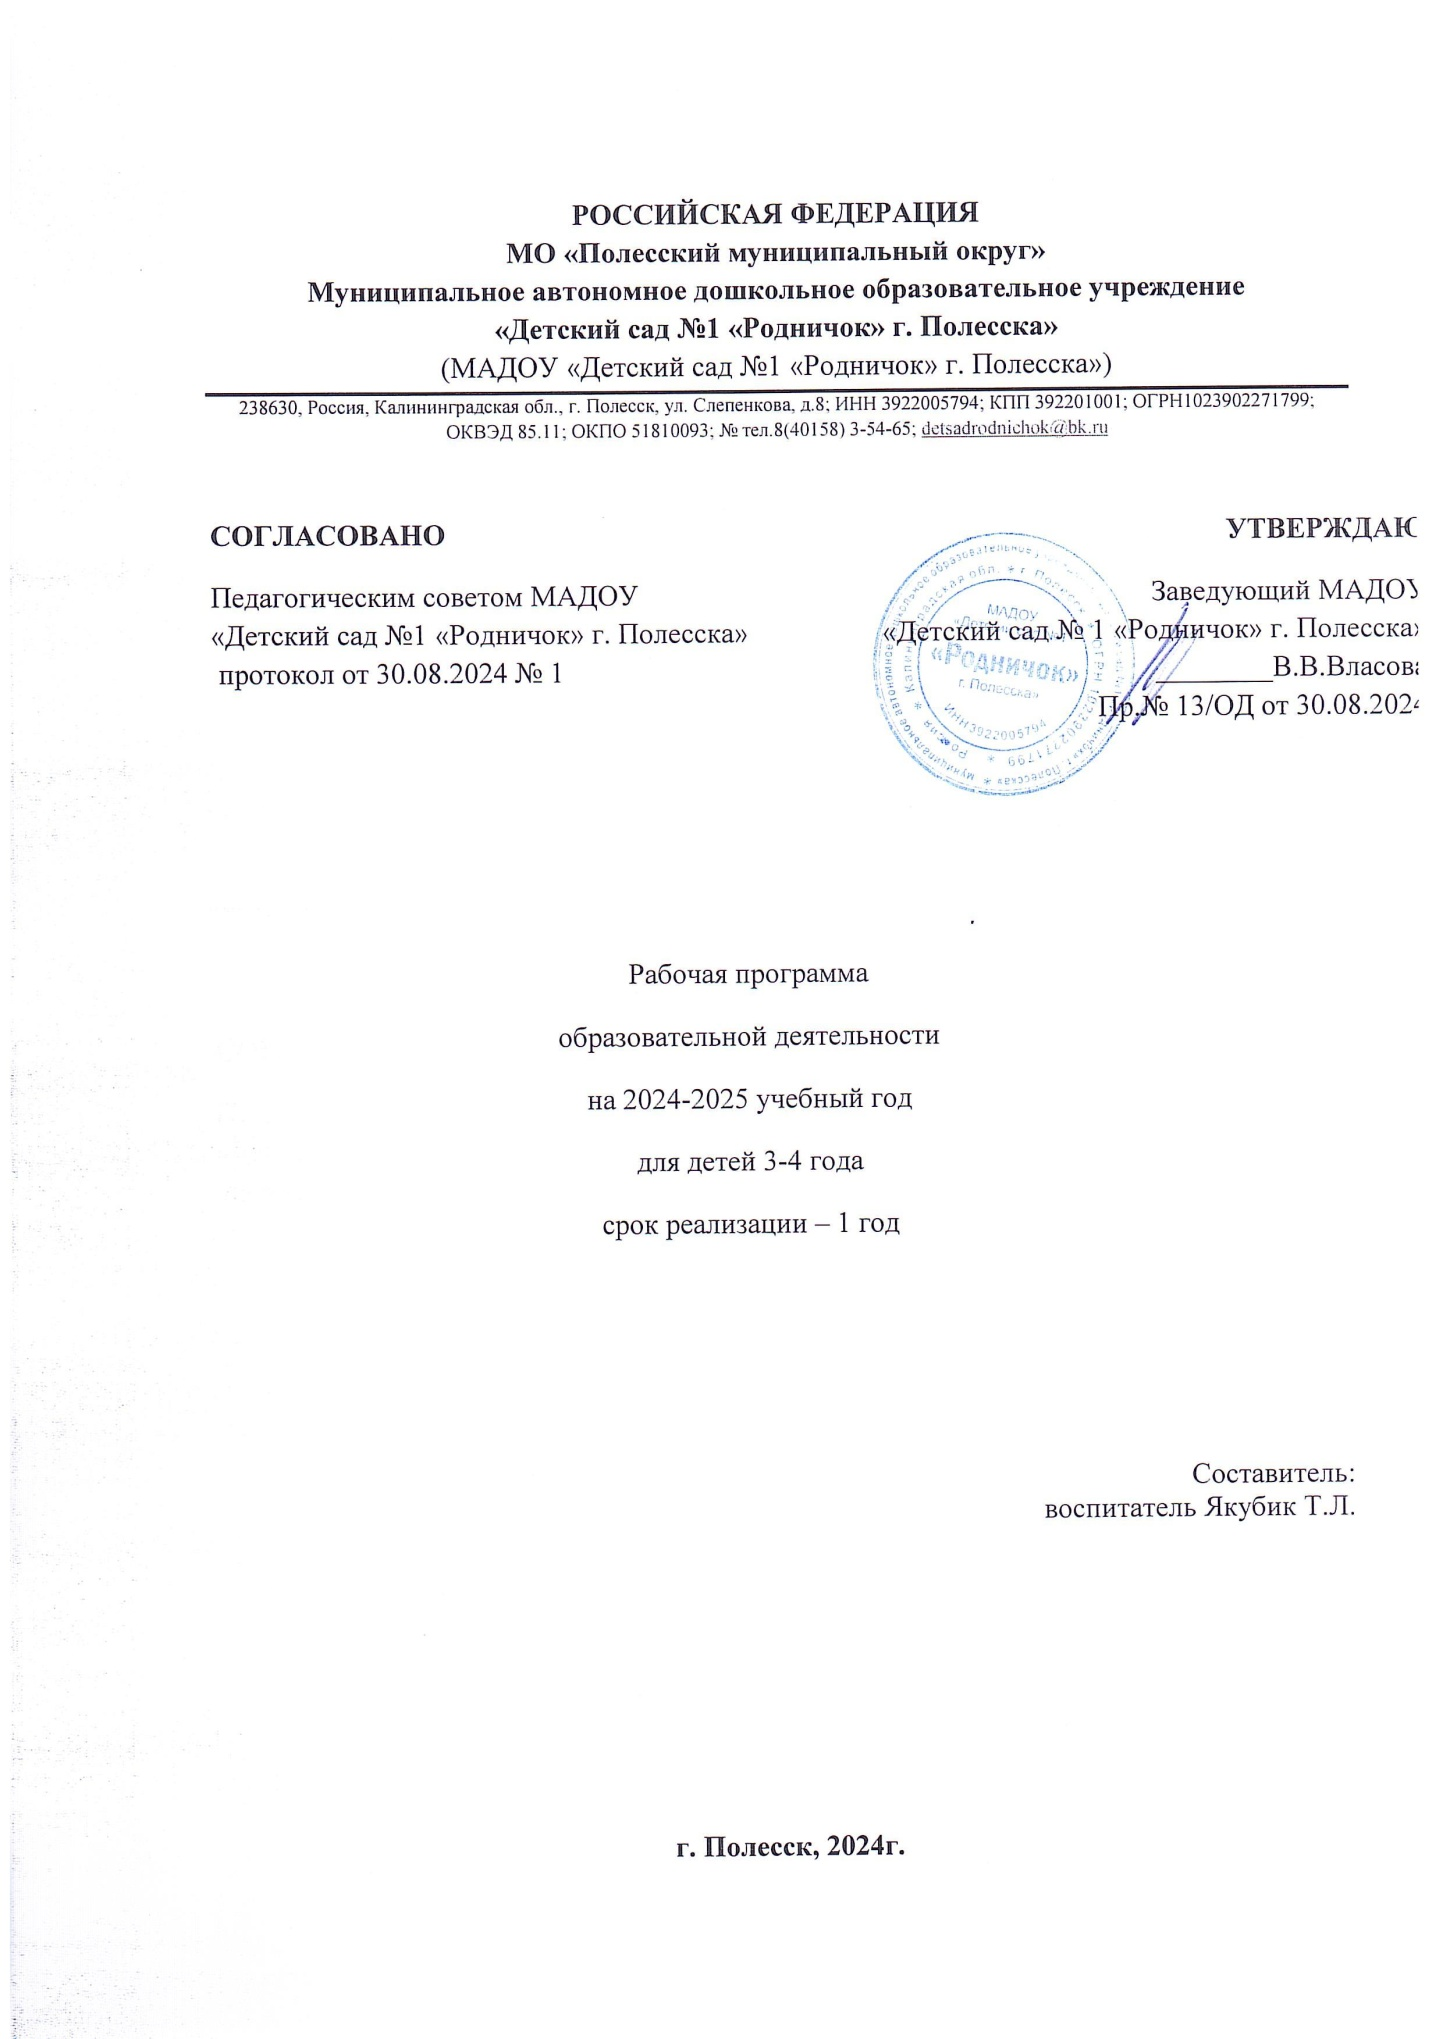 РОССИЙСКАЯ ФЕДЕРАЦИЯ
МО «Полесский муниципальный округ»
Муниципальное автономное дошкольное образовательное учреждение
«Детский сад №1 «Родничок» г. Полесска»
(МАДОУ «Детский сад №1 «Родничок» г. Полесска»)
238630, Россия, Калининградская обл., г. Полесск, ул. Слепенкова, д.8; ИНН 3922005794; КПП 392201001; ОГРН1023902271799;
ОКВЭД 85.11; ОКПО 51810093; № тел.8(40158) 3-54-65; detsadrodnichok@bk.ru
СОГЛАСОВАНО
Педагогическим советом МАДОУ
«Детский сад №1 «Родничок» г. Полесска»
протокол от 30.08.2024 № 1
УТВЕРЖДАЮ
Заведующий МАДОУ
«Детский сад № 1 «Родничок» г. Полесска»
_________В.В.Власова
Пр.№ 13/ОД от 30.08.2024
МАДОУ
«Родничок»
г. Полесска»
ИНН3922005794
Рабочая программа
образовательной деятельности
на 2024-2025 учебный год
для детей 3-4 года
срок реализации – 1 год
Составитель:
воспитатель Якубик Т.Л.
г. Полесск, 2024г.